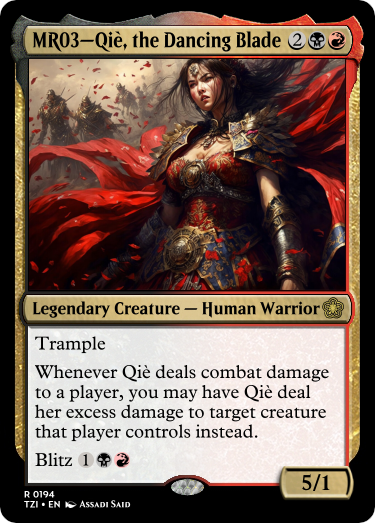 MR03—Qiè, the Dancing Blade 2
Legendary Creature — Human Warrior
Trample
Whenever Qiè deals combat damage
to a player, you may have Qiè deal
her excess damage to target creature
that player controls instead.
Blitz 1
5/1
R 0194
TZI • EN Assadi Said